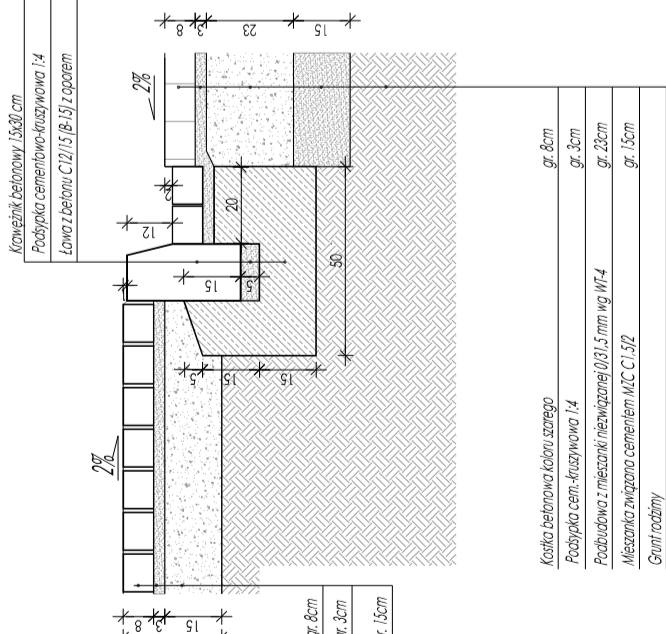 Krawężnik betonowy 15x30 cm
Podsypka cementowo-kruszywowa 1:4
Ława z betonu C12/15 (B-15) z oporem
8
3
23
15
2%
2
12
20
15
5
50
5
15
15
1
2%
8
3
15
gr. 8cm
gr. 3cm
gr. 15cm
Kostka betonowa koloru szarego gr. 8cm
Podsypka cem.-kruszywowa 1:4 gr. 3cm
Podbudowa z mieszanki niezwiązanej 0/31,5 mm wg WT-4 gr. 23cm
Mieszanka związana cementem MZC C1,5/2 gr. 15cm
Grunt rodzimy